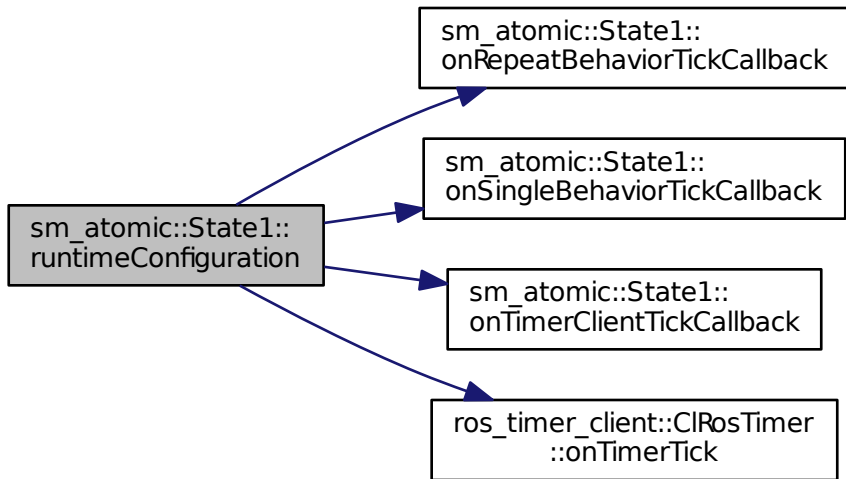 sm_atomic::State1::
onRepeatBehaviorTickCallback
sm_atomic::State1::
onSingleBehaviorTickCallback
sm_atomic::State1::
runtimeConfiguration
sm_atomic::State1::
onTimerClientTickCallback
ros_timer_client::ClRosTimer
::onTimerTick